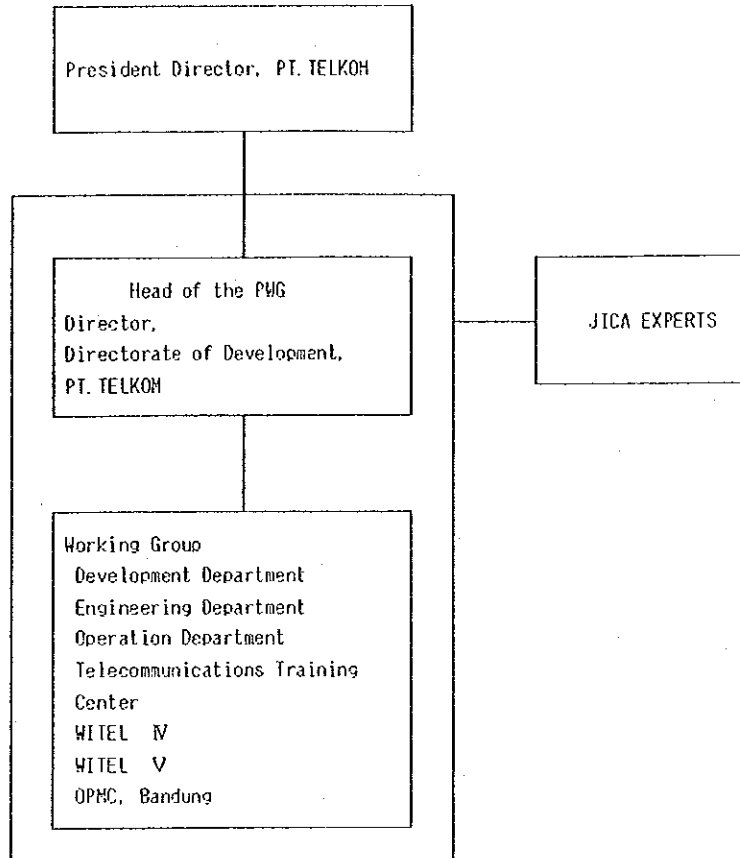 President Director, PT. TELKOM
Head of the PWG
Director,
Directorate of Development,
PT. TELKOM
JICA EXPERTS
Working Group
Development Department
Engineering Department
Operation Department
Telecommunications Training
Center
WITEL IV
WITEL V
OPMC, Bandung